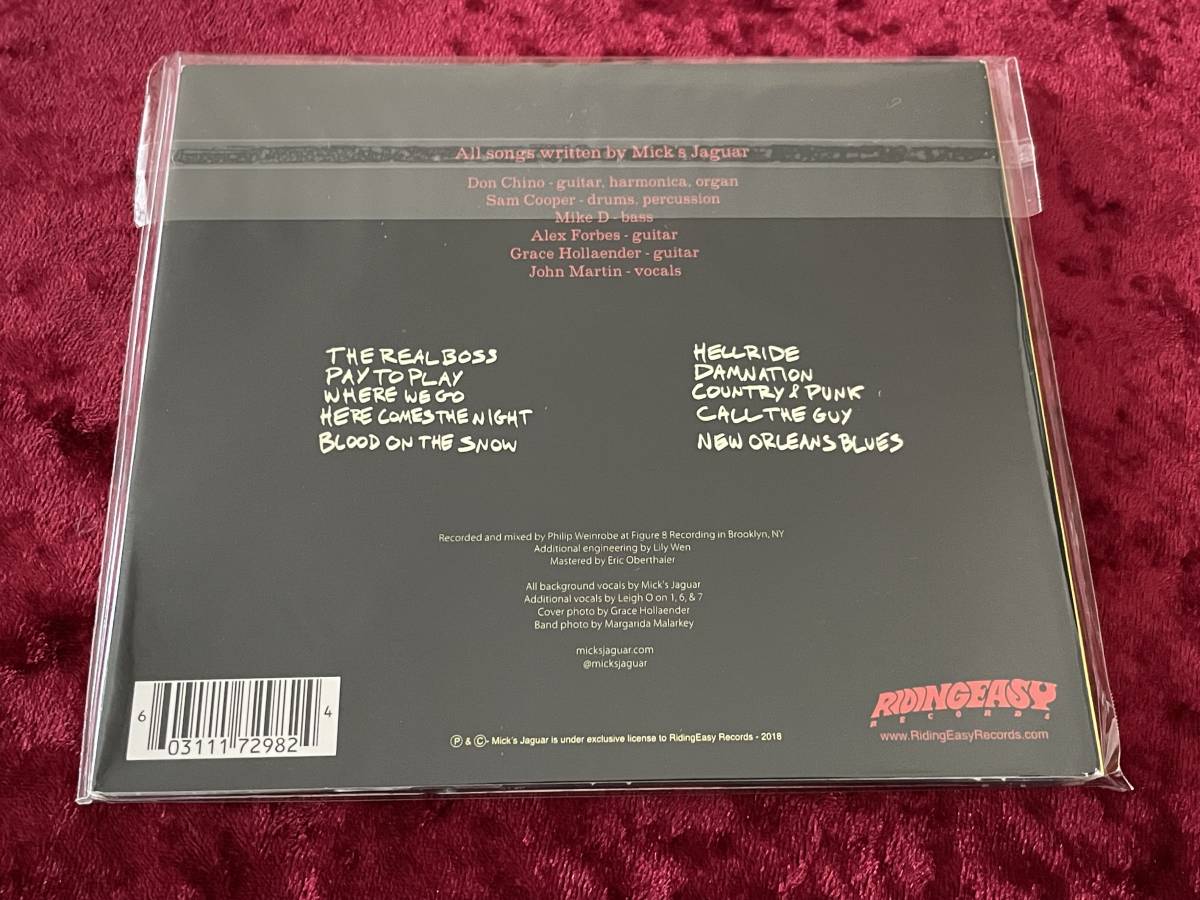 All songs written by Mick's Jaguar
Don Chino - guitar, harmonica, organ
Sam Cooper - drums, percussion
Mike D - bass
Alex Forbes - guitar
Grace Hollaender - guitar
John Martin - vocals
THE REAL BOSS
PAY TO PLAY
WHERE WE GO
HERE COMES THE NIGHT
BLOOD ON THE SNOW
HELLRIDE
DAMNATION
COUNTRY & PUNK
CALL THE GUY
NEW ORLEANS BLUES
Recorded and mixed by Philip Weinrobe at Figure 8 Recording in Brooklyn, NY
Additional engineering by Lily Wen
Mastered by Eric Oberthaler
All background vocals by Mick's Jaguar
Additional vocals by Leigh O on 1, 6, & 7
Cover photo by Grace Hollaender
Band photo by Margarida Malarkey
micksjaguar.com
@micksjaguar
6 03111 72982 4
℗ & ©- Mick's Jaguar is under exclusive license to RidingEasy Records - 2018
RIDINGEASY
RECORDS
www.RidingEasyRecords.com